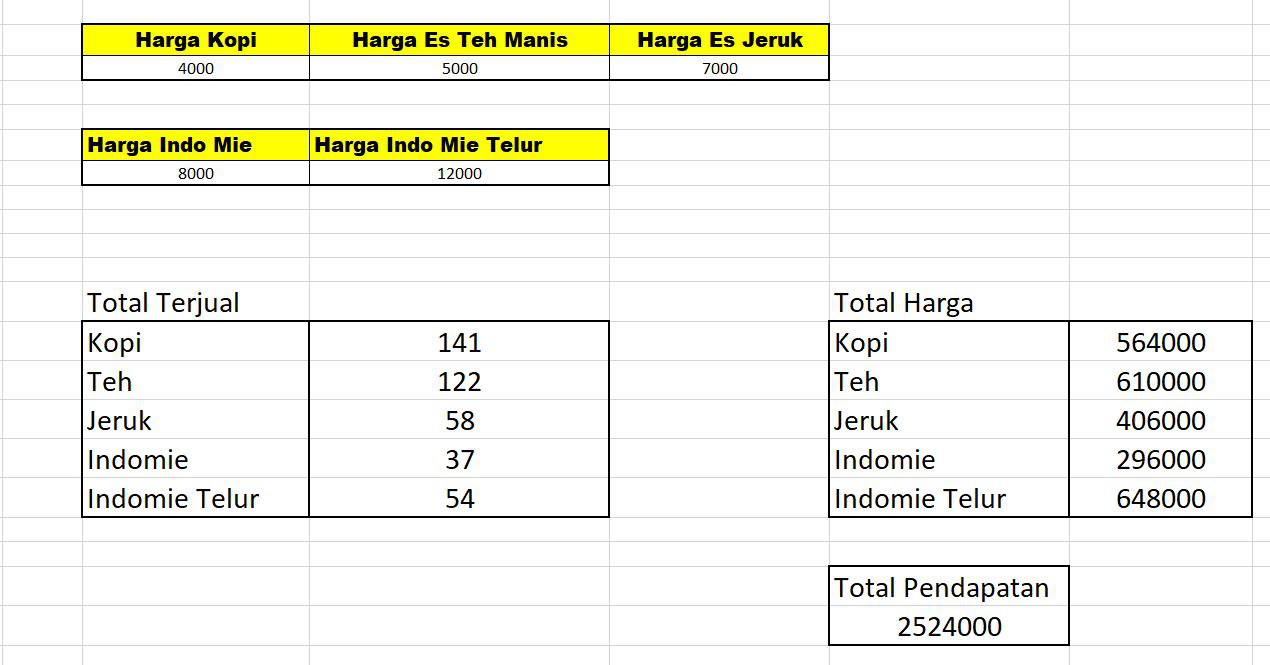 Harga Kopi Harga Es Teh Manis Harga Es Jeruk
4000 5000 7000
Harga Indo Mie Harga Indo Mie Telur
8000 12000
Total Terjual Total Harga
Kopi 141 Kopi 564000
Teh 122 Teh 610000
Jeruk 58 Jeruk 406000
Indomie 37 Indomie 296000
Indomie Telur 54 Indomie Telur 648000
Total Pendapatan
2524000